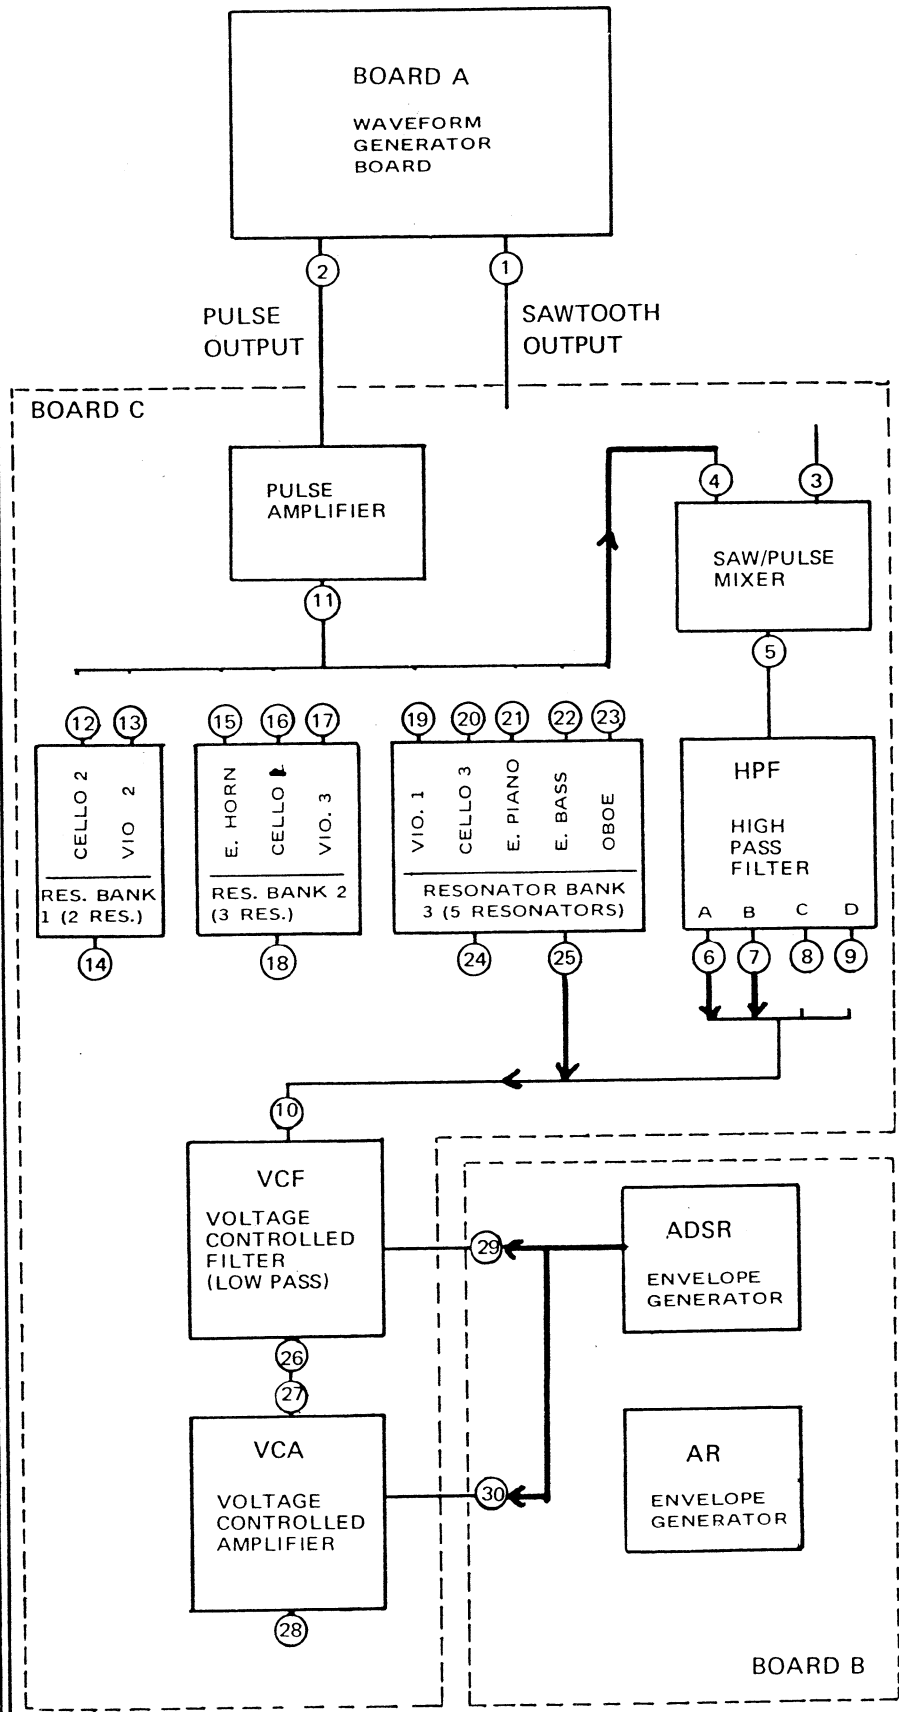 BOARD A
WAVEFORM
GENERATOR
BOARD
2
1
PULSE
OUTPUT
SAWTOOTH
OUTPUT
BOARD C
PULSE
AMPLIFIER
11
4
3
SAW/PULSE
MIXER
5
12
13
15
16
17
19
20
21
22
23
CELLO 2
VIO 2
E. HORN
CELLO 1
VIO. 3
VIO. 1
CELLO 3
E. PIANO
E. BASS
OBOE
RES. BANK
1 (2 RES.)
RES. BANK 2
(3 RES.)
RESONATOR BANK
3 (5 RESONATORS)
14
18
24
25
HPF
HIGH
PASS
FILTER
A B C D
6
7
8
9
10
VCF
VOLTAGE
CONTROLLED
FILTER
(LOW PASS)
29
ADSR
ENVELOPE
GENERATOR
26
27
VCA
VOLTAGE
CONTROLLED
AMPLIFIER
30
AR
ENVELOPE
GENERATOR
28
BOARD B